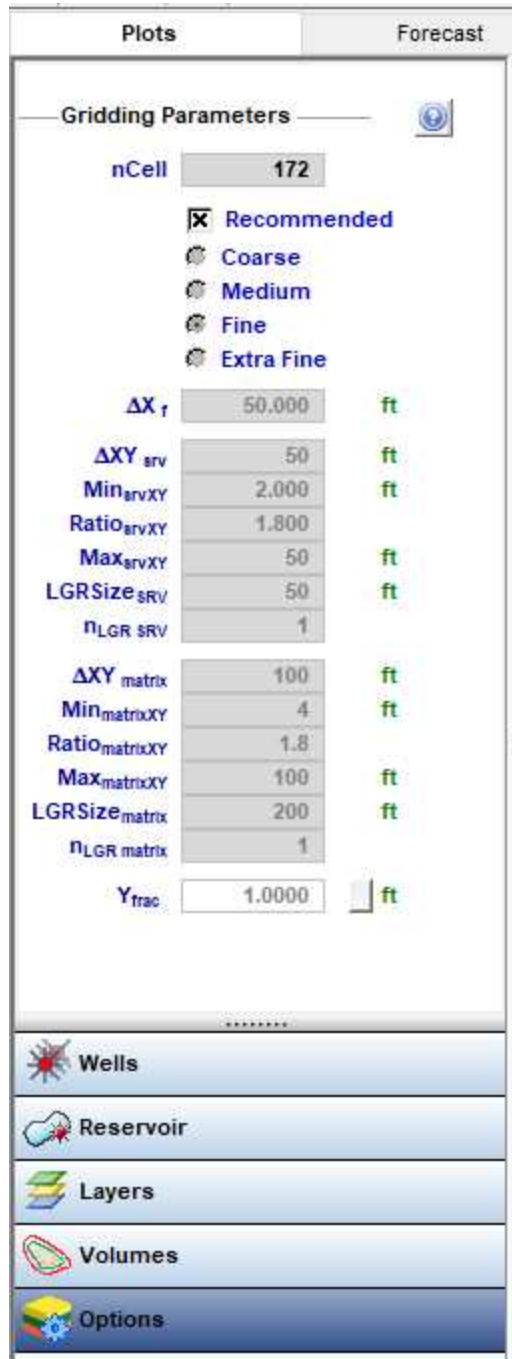 Plots Forecast
Gridding Parameters
nCell 172
Recommended
Coarse
Medium
Fine
Extra Fine
ΔX f 50.000 ft
ΔXY srv 50 ft
MinsrvXY 2.000 ft
RatiosrvXY 1.800
MaxsrvXY 50 ft
LGRSizeSRV 50 ft
nLGR SRV 1
ΔXY matrix 100 ft
MinmatrixXY 4 ft
RatiomatrixXY 1.8
MaxmatrixXY 100 ft
LGRSizematrix 200 ft
nLGR matrix 1
Yfrac 1.0000 ft
Wells
Reservoir
Layers
Volumes
Options